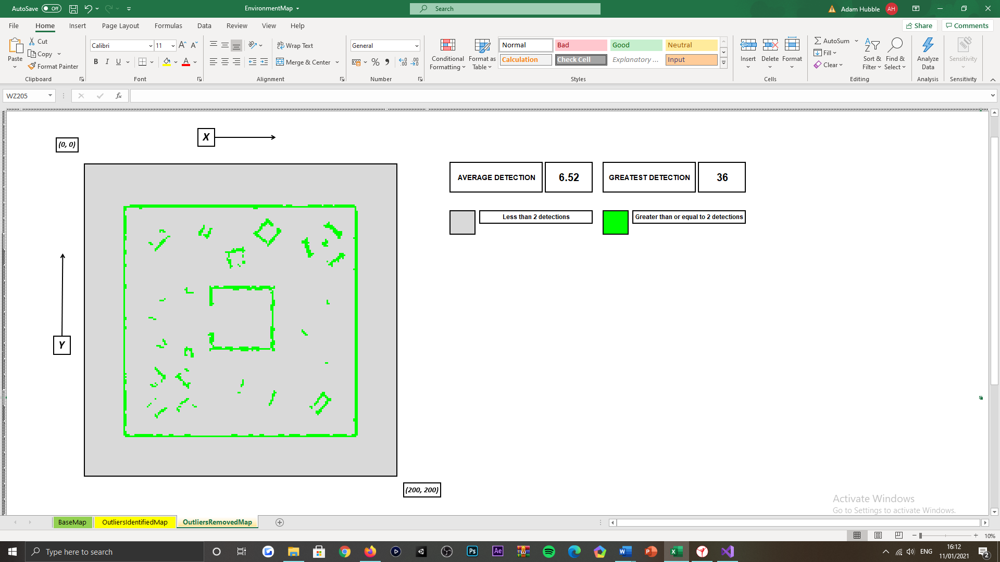 AutoSave Off EnvironmentMap Search Adam Hubble AH
File Home Insert Page Layout Formulas Data Review View Help Share Comments
Paste Cut Copy Format Painter Clipboard
Calibri 11 B I U A Font
Wrap Text Merge & Center Alignment
General % Number
Conditional Formatting Format as Table
Normal Bad Good Neutral
Calculation Check Cell Explanatory ... Input
Styles
Insert Delete Format Cells
AutoSum Fill Clear Sort & Filter Find & Select Editing
Analyze Data Analysis
Sensitivity Sensitivity
WZ205 fx
X
(0, 0)
AVERAGE DETECTION 6.52 GREATEST DETECTION 36
Less than 2 detections Greater than or equal to 2 detections
Y
(200, 200)
Activate Windows
Go to Settings to activate Windows.
BaseMap OutliersIdentifiedMap OutliersRemovedMap
10%
Type here to search Ps Ae ENG 16:12
11/01/2021 2